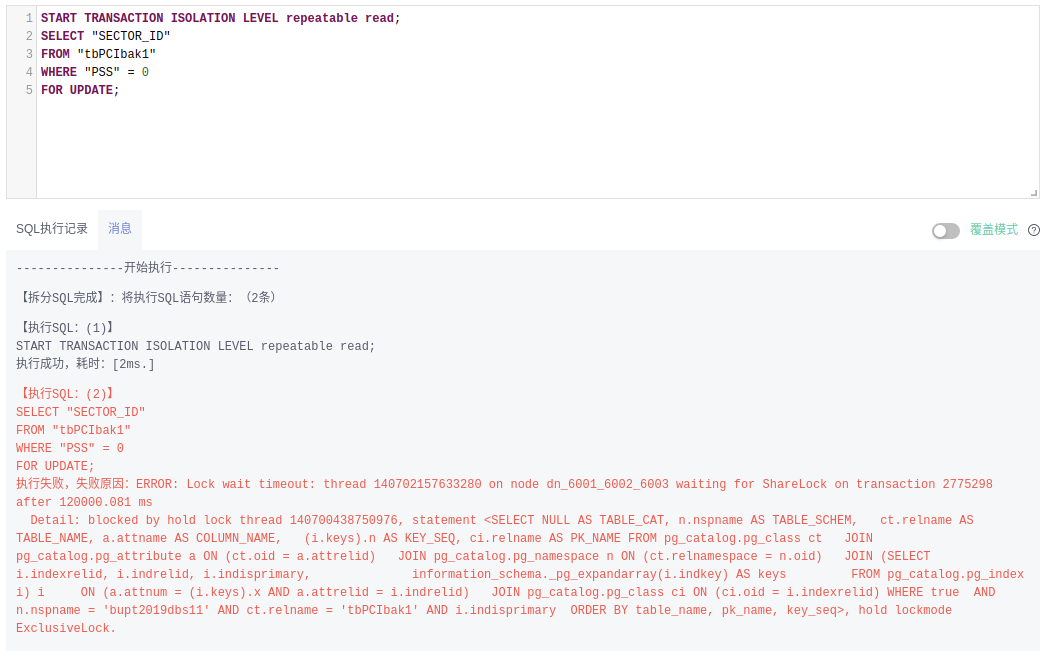 1 START TRANSACTION ISOLATION LEVEL repeatable read;
2 SELECT "SECTOR_ID"
3 FROM "tbPCIbak1"
4 WHERE "PSS" = 0
5 FOR UPDATE;
SQL执行记录 消息 覆盖模式 ?
---------------开始执行---------------
【拆分SQL完成】：将执行SQL语句数量：（2条）
【执行SQL：(1)】
START TRANSACTION ISOLATION LEVEL repeatable read;
执行成功，耗时：[2ms.]
【执行SQL：(2)】
SELECT "SECTOR_ID"
FROM "tbPCIbak1"
WHERE "PSS" = 0
FOR UPDATE;
执行失败，失败原因：ERROR: Lock wait timeout: thread 140702157633280 on node dn_6001_6002_6003 waiting for ShareLock on transaction 2775298
after 120000.081 ms
  Detail: blocked by hold lock thread 140700438750976, statement <SELECT NULL AS TABLE_CAT, n.nspname AS TABLE_SCHEM,   ct.relname AS
TABLE_NAME, a.attname AS COLUMN_NAME,   (i.keys).n AS KEY_SEQ, ci.relname AS PK_NAME FROM pg_catalog.pg_class ct   JOIN
pg_catalog.pg_attribute a ON (ct.oid = a.attrelid)   JOIN pg_catalog.pg_namespace n ON (ct.relnamespace = n.oid)   JOIN (SELECT
i.indexrelid, i.indrelid, i.indisprimary,              information_schema._pg_expandarray(i.indkey) AS keys         FROM pg_catalog.pg_index
i) i     ON (a.attnum = (i.keys).x AND a.attrelid = i.indrelid)   JOIN pg_catalog.pg_class ci ON (ci.oid = i.indexrelid) WHERE true  AND
n.nspname = 'bupt2019dbs11' AND ct.relname = 'tbPCIbak1' AND i.indisprimary  ORDER BY table_name, pk_name, key_seq>, hold lockmode
ExclusiveLock.